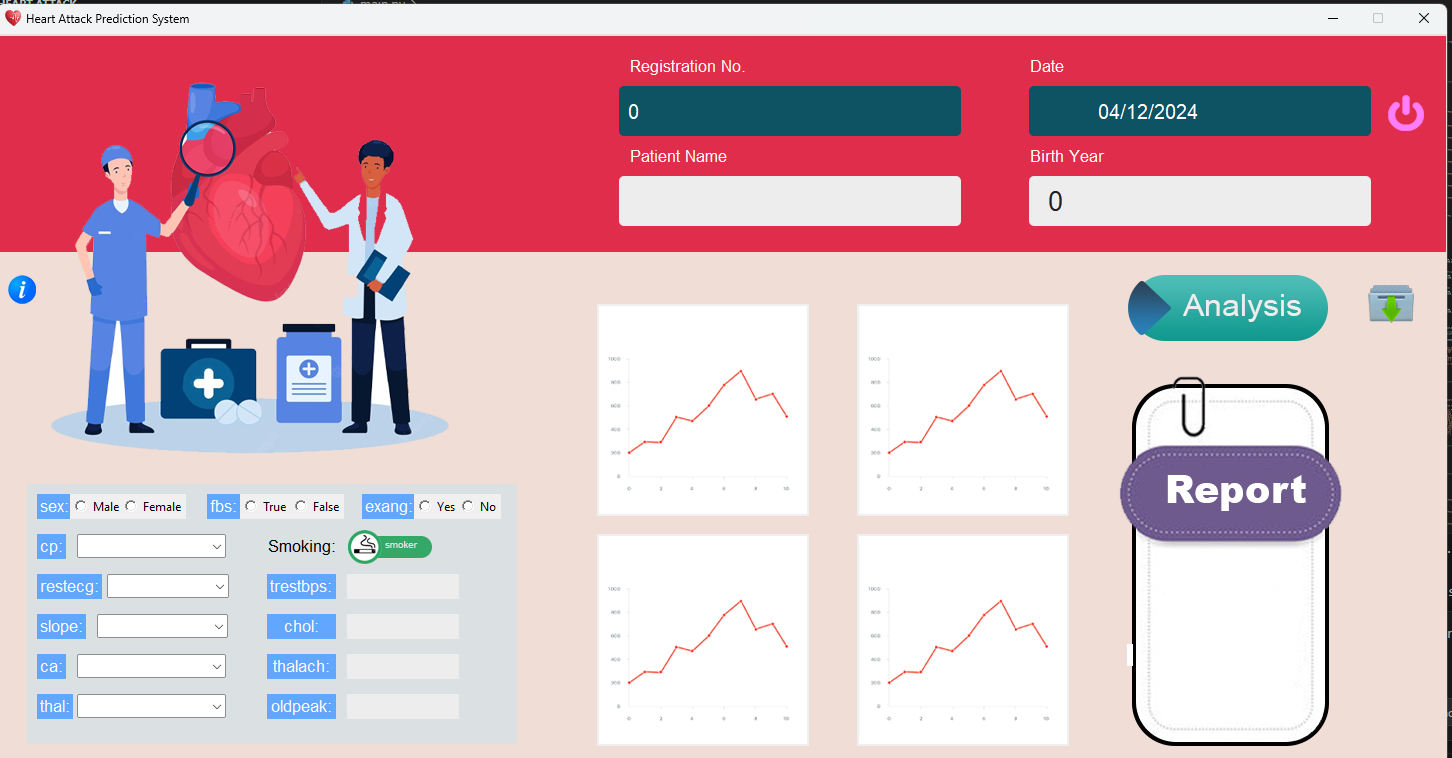 Heart Attack Prediction System
Registration No.
Date
0
04/12/2024
Patient Name
Birth Year
0
i
Analysis
1000
800
600
400
200
0
0 2 4 6 8 10
1000
800
600
400
200
0
0 2 4 6 8 10
Report
sex: Male Female fbs: True False exang: Yes No
cp: Smoking: smoker
restecg: trestbps:
slope: chol:
ca: thalach:
thal: oldpeak:
1000
800
600
400
200
0
0 2 4 6 8 10
1000
800
600
400
200
0
0 2 4 6 8 10